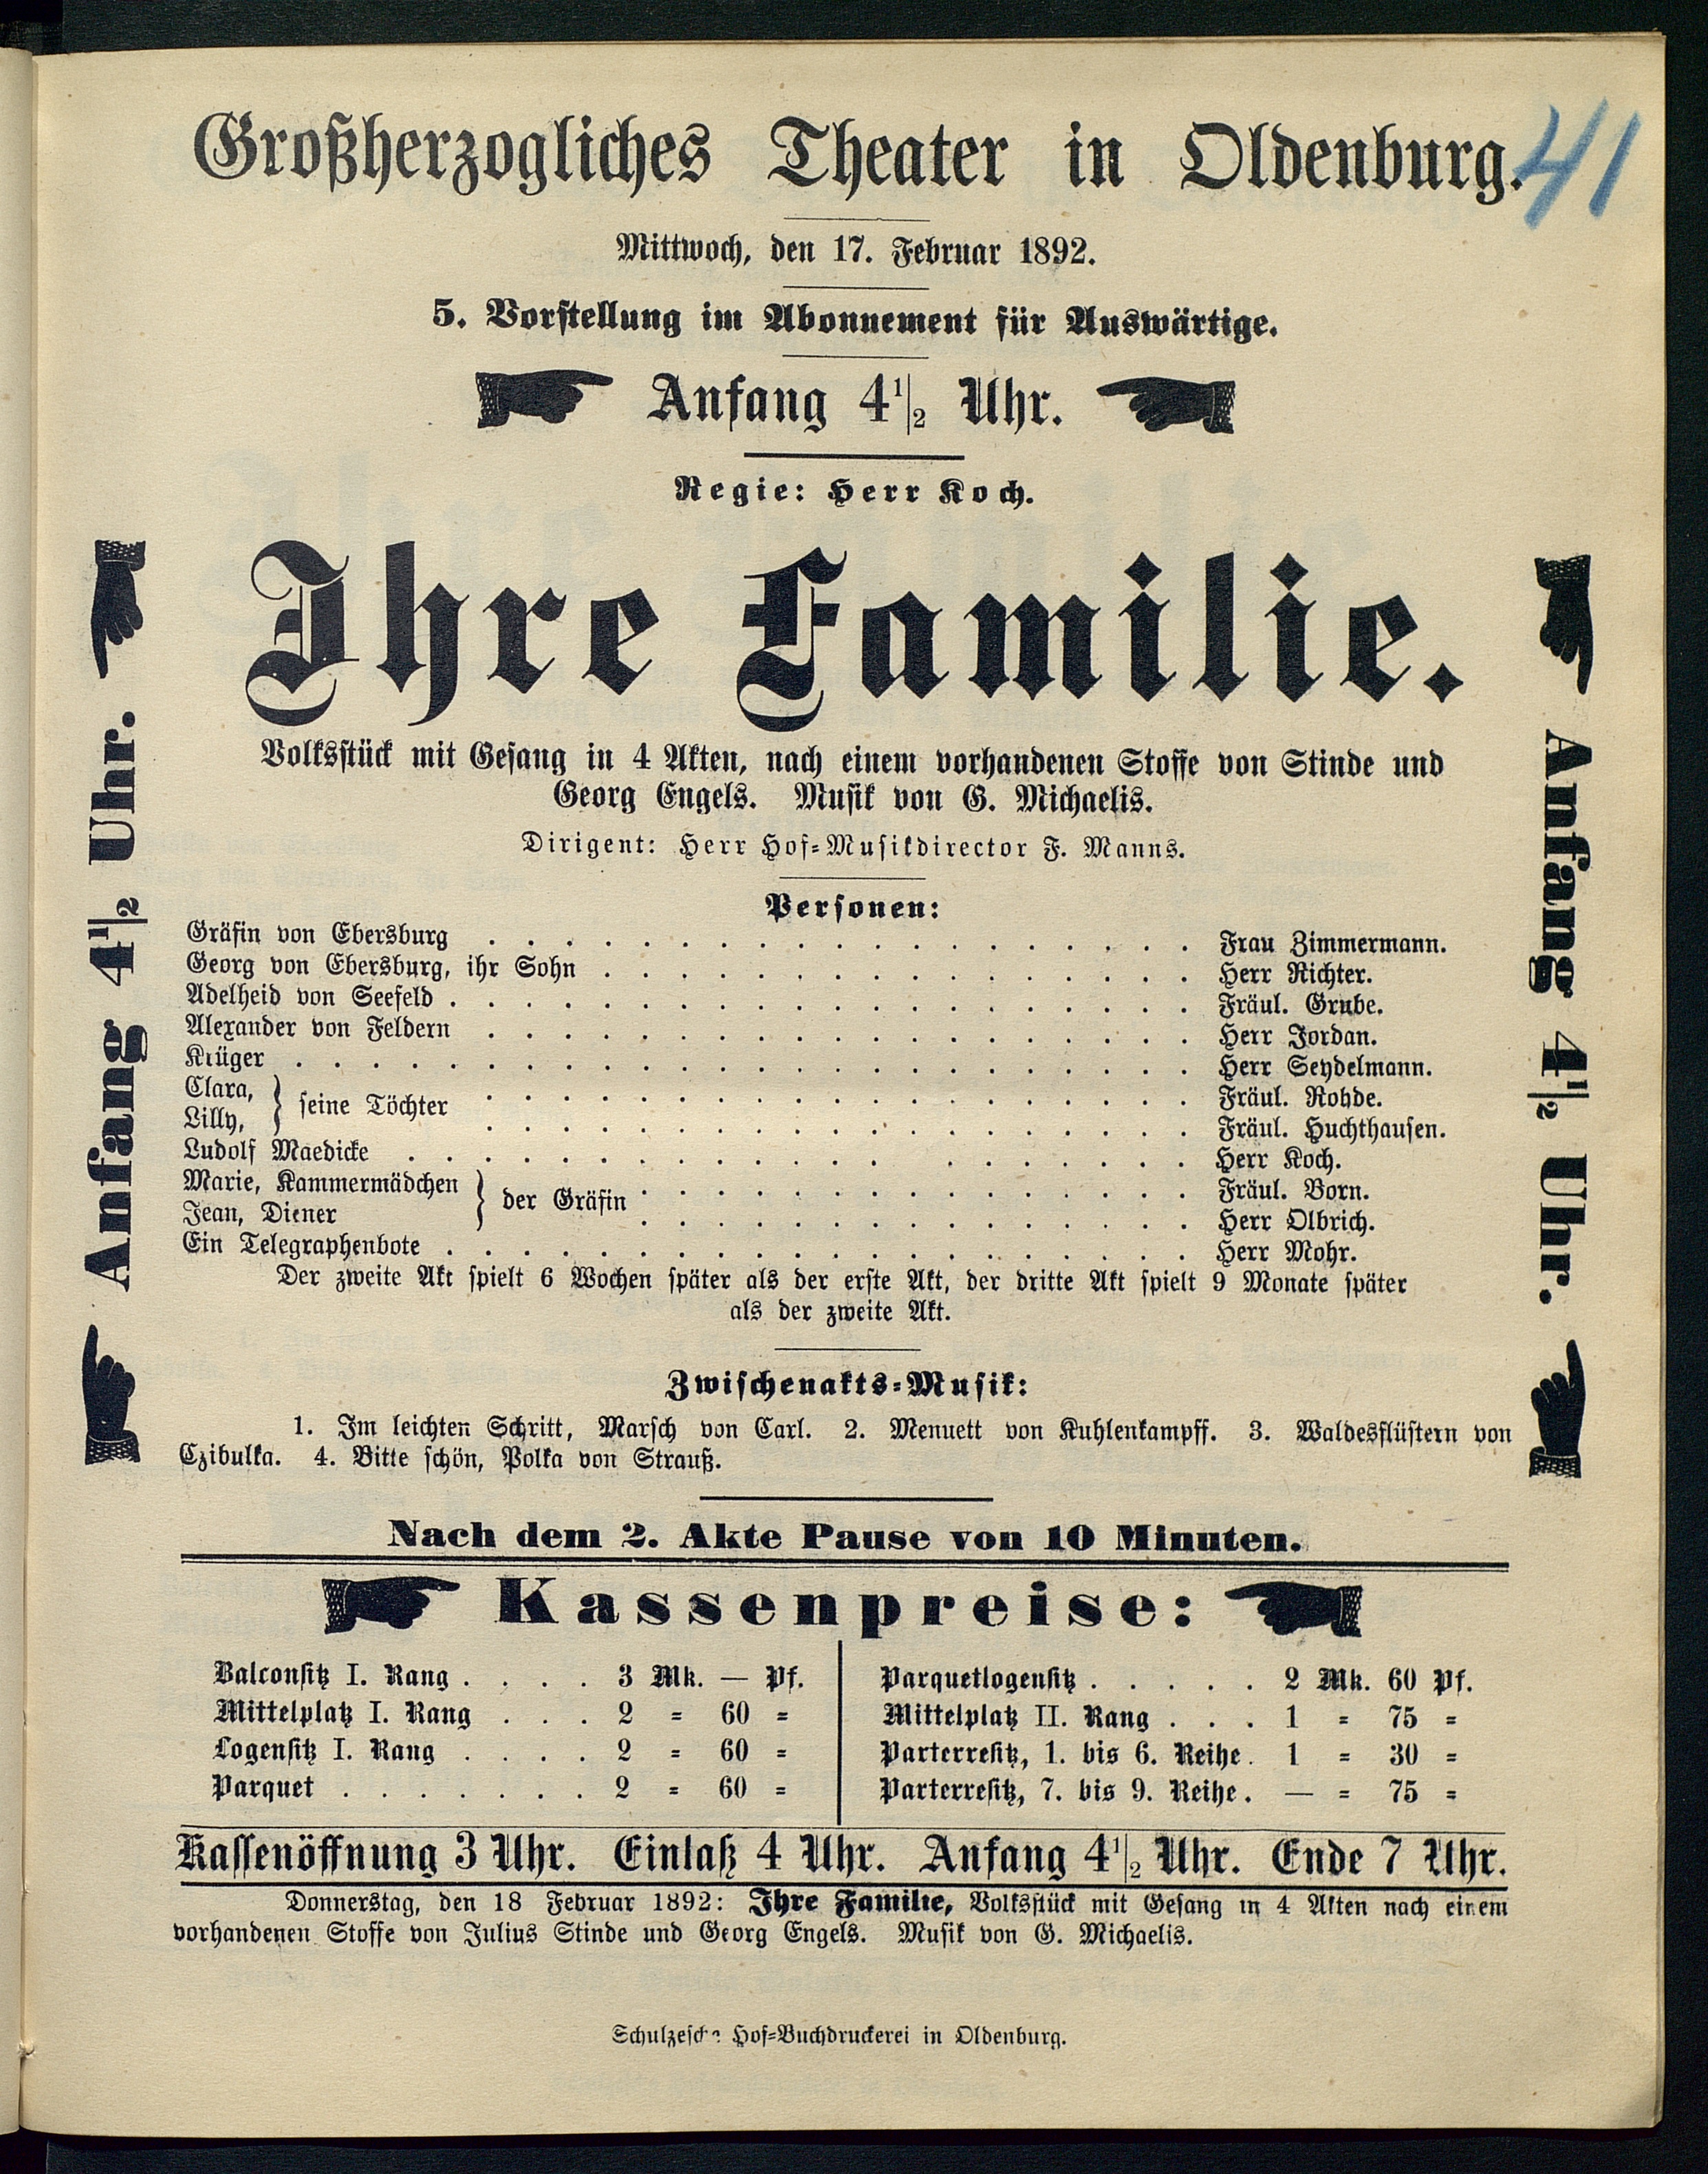 Großherzogliches Theater in Oldenburg.
41
Mittwoch, den 17. Februar 1892.
5. Vorstellung im Abonnement für Auswärtige.
Anfang 4 1/2 Uhr.
Regie: Herr Koch.
Ihre Familie.
Volksstück mit Gesang in 4 Akten, nach einem vorhandenen Stoffe von Stinde und
Georg Engels. Musik von G. Michaelis.
Dirigent: Herr Hof-Musikdirector F. Manns.
Anfang 4 1/2 Uhr.
Anfang 4 1/2 Uhr.
Personen:
Gräfin von Ebersburg . . . . . . . . . . Frau Zimmermann.
Georg von Ebersburg, ihr Sohn . . . . . . . . . . Herr Richter.
Adelheid von Seefeld . . . . . . . . . . Fräul. Grube.
Alexander von Feldern . . . . . . . . . . Herr Jordan.
Krüger . . . . . . . . . . Herr Seydelmann.
Clara, } seine Töchter . . . . . . . . . . Fräul. Rohde.
Lilly, . . . . . . . . . . Fräul. Huchthausen.
Ludolf Maedicke . . . . . . . . . . Herr Koch.
Marie, Kammermädchen } der Gräfin . . . . . . . . . . Fräul. Born.
Jean, Diener . . . . . . . . . . Herr Olbrich.
Ein Telegraphenbote . . . . . . . . . . Herr Mohr.
Der zweite Akt spielt 6 Wochen später als der erste Akt, der dritte Akt spielt 9 Monate später
als der zweite Akt.
Zwischenakts-Musik:
1. Im leichten Schritt, Marsch von Carl. 2. Menuett von Kuhlenkampff. 3. Waldesflüstern von
Czibulka. 4. Bitte schön, Polka von Strauß.
Nach dem 2. Akte Pause von 10 Minuten.
Kassenpreise:
Balconsitz I. Rang . . . . 3 Mk. — Pf.
Mittelplatz I. Rang . . . 2 = 60 =
Logensitz I. Rang . . . . 2 = 60 =
Parquet . . . . . . . 2 = 60 =
Parquetlogensitz . . . . . 2 Mk. 60 Pf.
Mittelplatz II. Rang . . . 1 = 75 =
Parterresitz, 1. bis 6. Reihe . 1 = 30 =
Parterresitz, 7. bis 9. Reihe . — = 75 =
Kassenöffnung 3 Uhr. Einlaß 4 Uhr. Anfang 4 1/2 Uhr. Ende 7 Uhr.
Donnerstag, den 18 Februar 1892: Ihre Familie, Volksstück mit Gesang in 4 Akten nach einem
vorhandenen Stoffe von Julius Stinde und Georg Engels. Musik von G. Michaelis.
Schulzesche Hof-Buchdruckerei in Oldenburg.